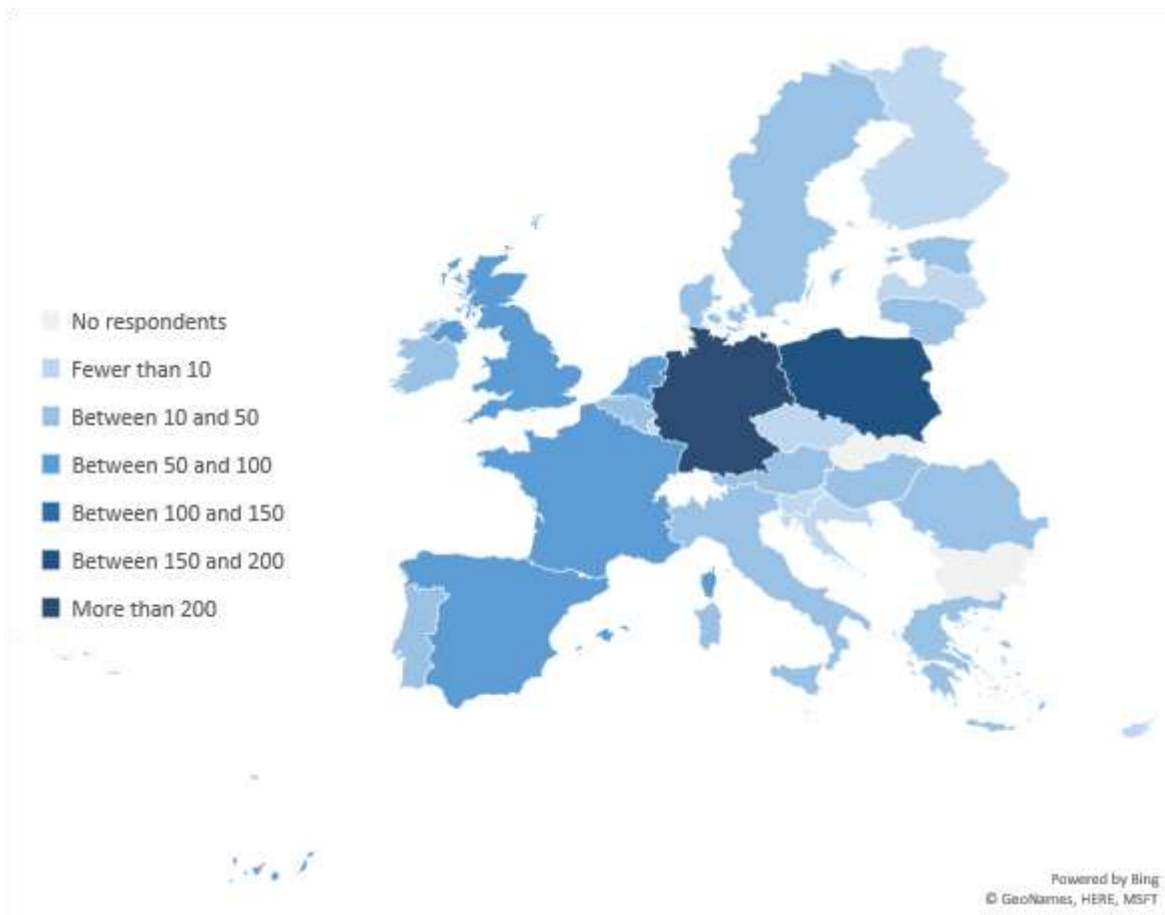 No respondents
Fewer than 10
Between 10 and 50
Between 50 and 100
Between 100 and 150
Between 150 and 200
More than 200
Powered by Bing
© GeoNames, HERE, MSFT